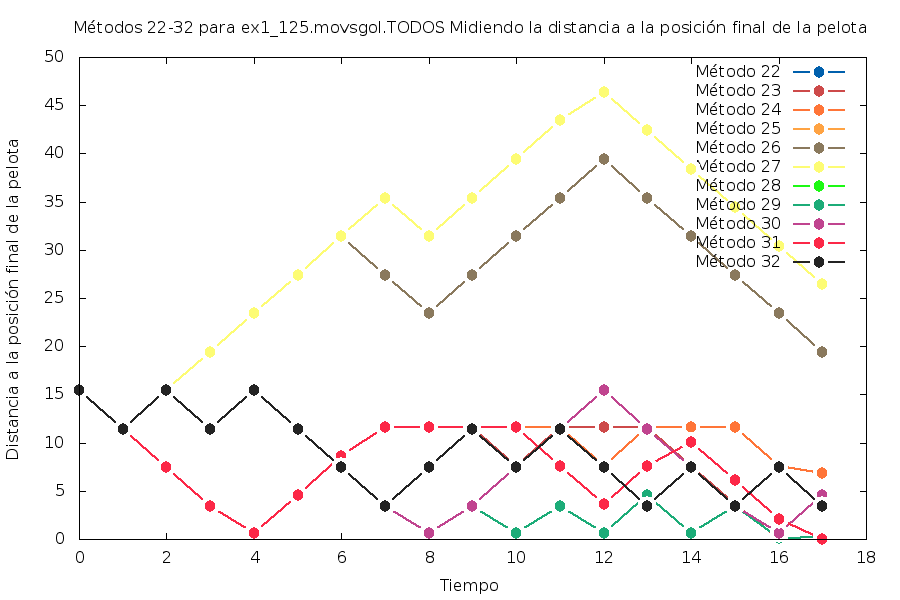 Métodos 22-32 para ex1_125.movsgol.TODOS Midiendo la distancia a la posición final de la pelota
50
45
40
35
30
25
20
15
10
5
0
Distancia a la posición final de la pelota
Método 22
Método 23
Método 24
Método 25
Método 26
Método 27
Método 28
Método 29
Método 30
Método 31
Método 32
0 2 4 6 8 10 12 14 16 18
Tiempo